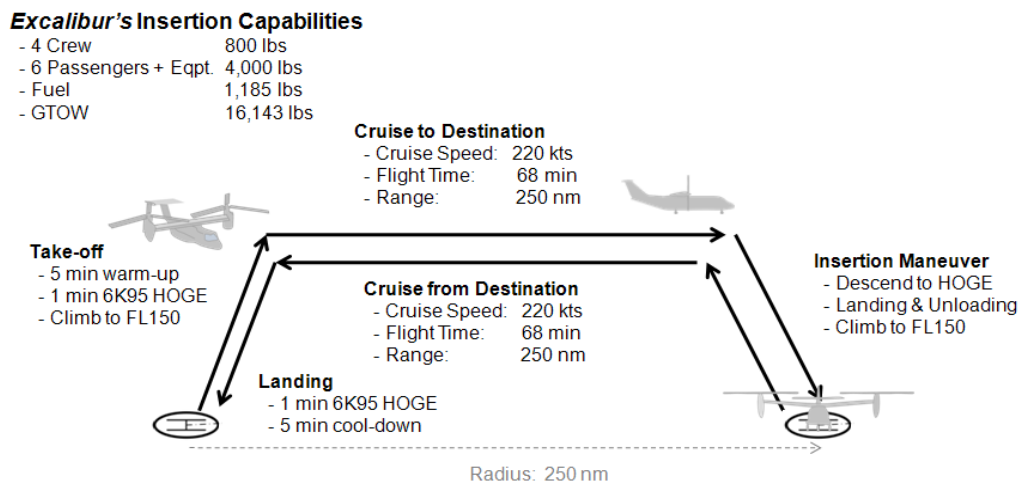 Excalibur's Insertion Capabilities
- 4 Crew 800 lbs
- 6 Passengers + Eqpt. 4,000 lbs
- Fuel 1,185 lbs
- GTOW 16,143 lbs
Cruise to Destination
- Cruise Speed: 220 kts
- Flight Time: 68 min
- Range: 250 nm
Take-off
- 5 min warm-up
- 1 min 6K95 HOGE
- Climb to FL150
Insertion Maneuver
- Descend to HOGE
- Landing & Unloading
- Climb to FL150
Cruise from Destination
- Cruise Speed: 220 kts
- Flight Time: 68 min
- Range: 250 nm
Landing
- 1 min 6K95 HOGE
- 5 min cool-down
Radius: 250 nm